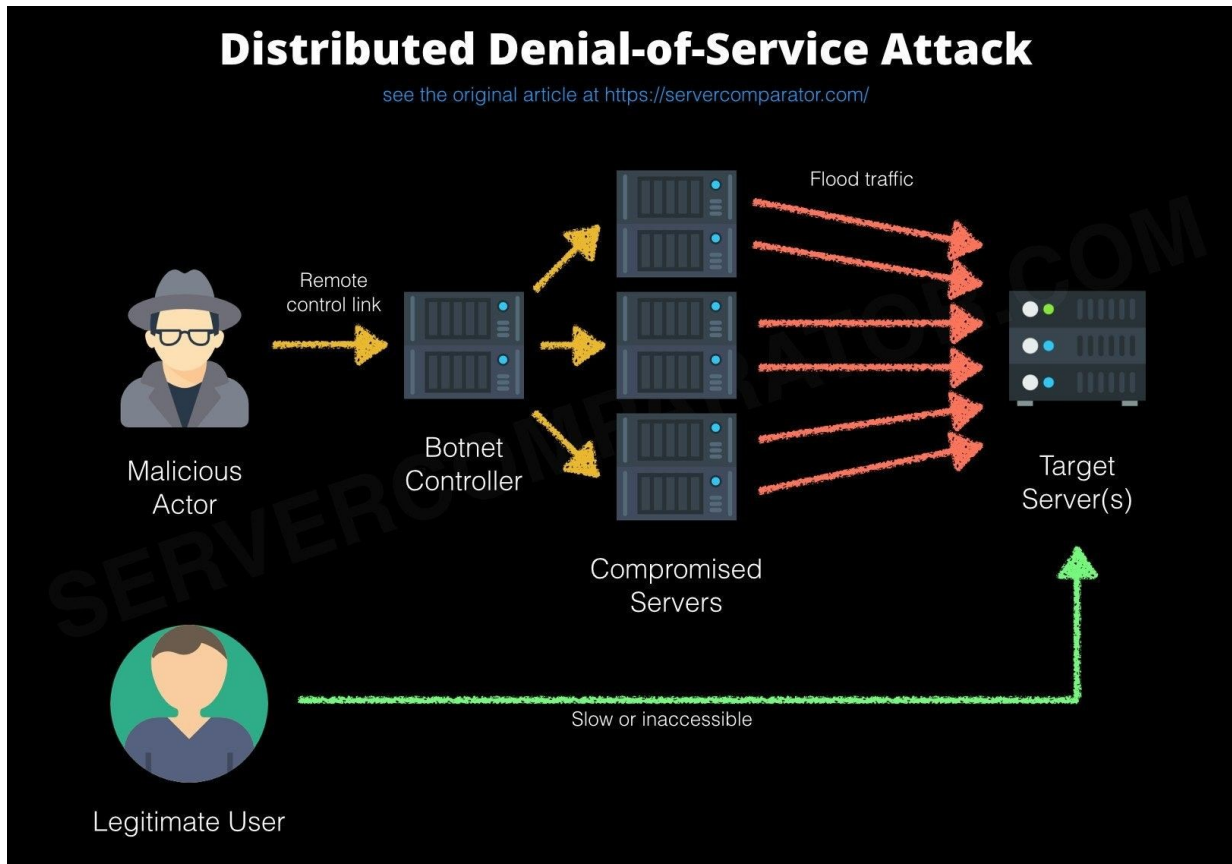 Distributed Denial-of-Service Attack
see the original article at https://servercomparator.com/
Flood traffic
Remote
control link
Malicious
Actor
Botnet
Controller
Compromised
Servers
Target
Server(s)
Slow or inaccessible
Legitimate User
SERVERCOMPARATOR.COM